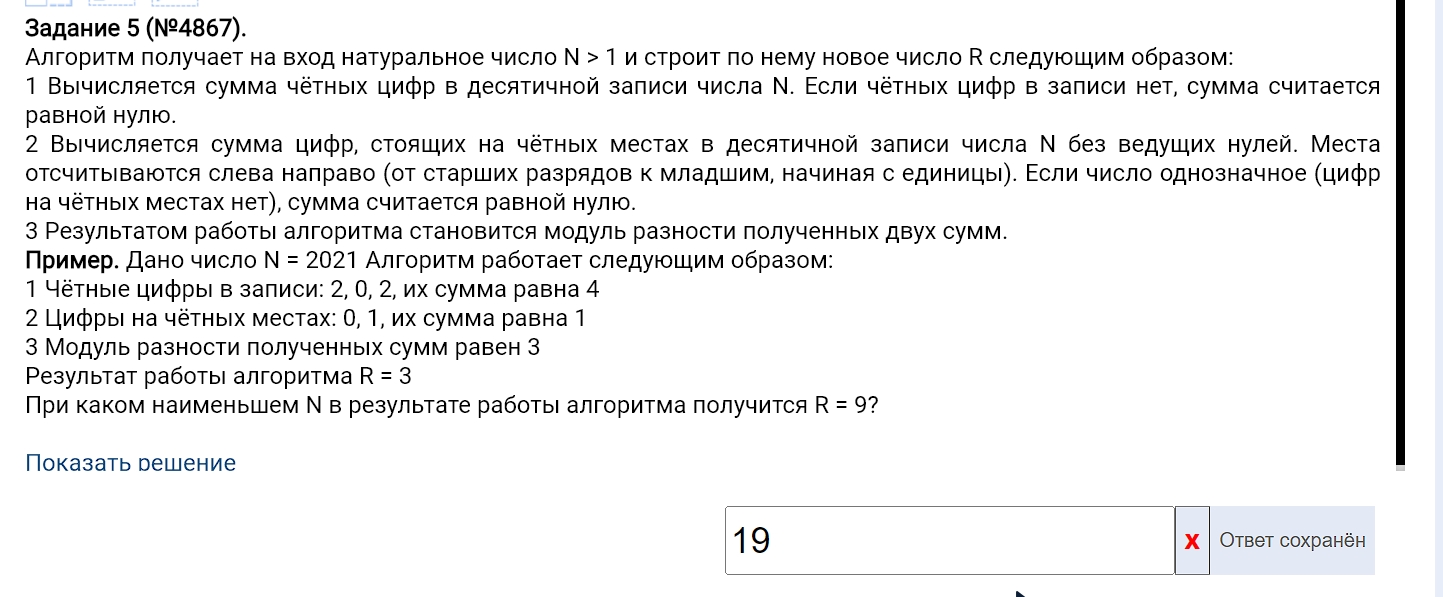 Задание 5 (№4867).
Алгоритм получает на вход натуральное число N > 1 и строит по нему новое число R следующим образом:
1 Вычисляется сумма чётных цифр в десятичной записи числа N. Если чётных цифр в записи нет, сумма считается
равной нулю.
2 Вычисляется сумма цифр, стоящих на чётных местах в десятичной записи числа N без ведущих нулей. Места
отсчитываются слева направо (от старших разрядов к младшим, начиная с единицы). Если число однозначное (цифр
на чётных местах нет), сумма считается равной нулю.
3 Результатом работы алгоритма становится модуль разности полученных двух сумм.
Пример. Дано число N = 2021 Алгоритм работает следующим образом:
1 Чётные цифры в записи: 2, 0, 2, их сумма равна 4
2 Цифры на чётных местах: 0, 1, их сумма равна 1
3 Модуль разности полученных сумм равен 3
Результат работы алгоритма R = 3
При каком наименьшем N в результате работы алгоритма получится R = 9?
Показать решение
19 x Ответ сохранён